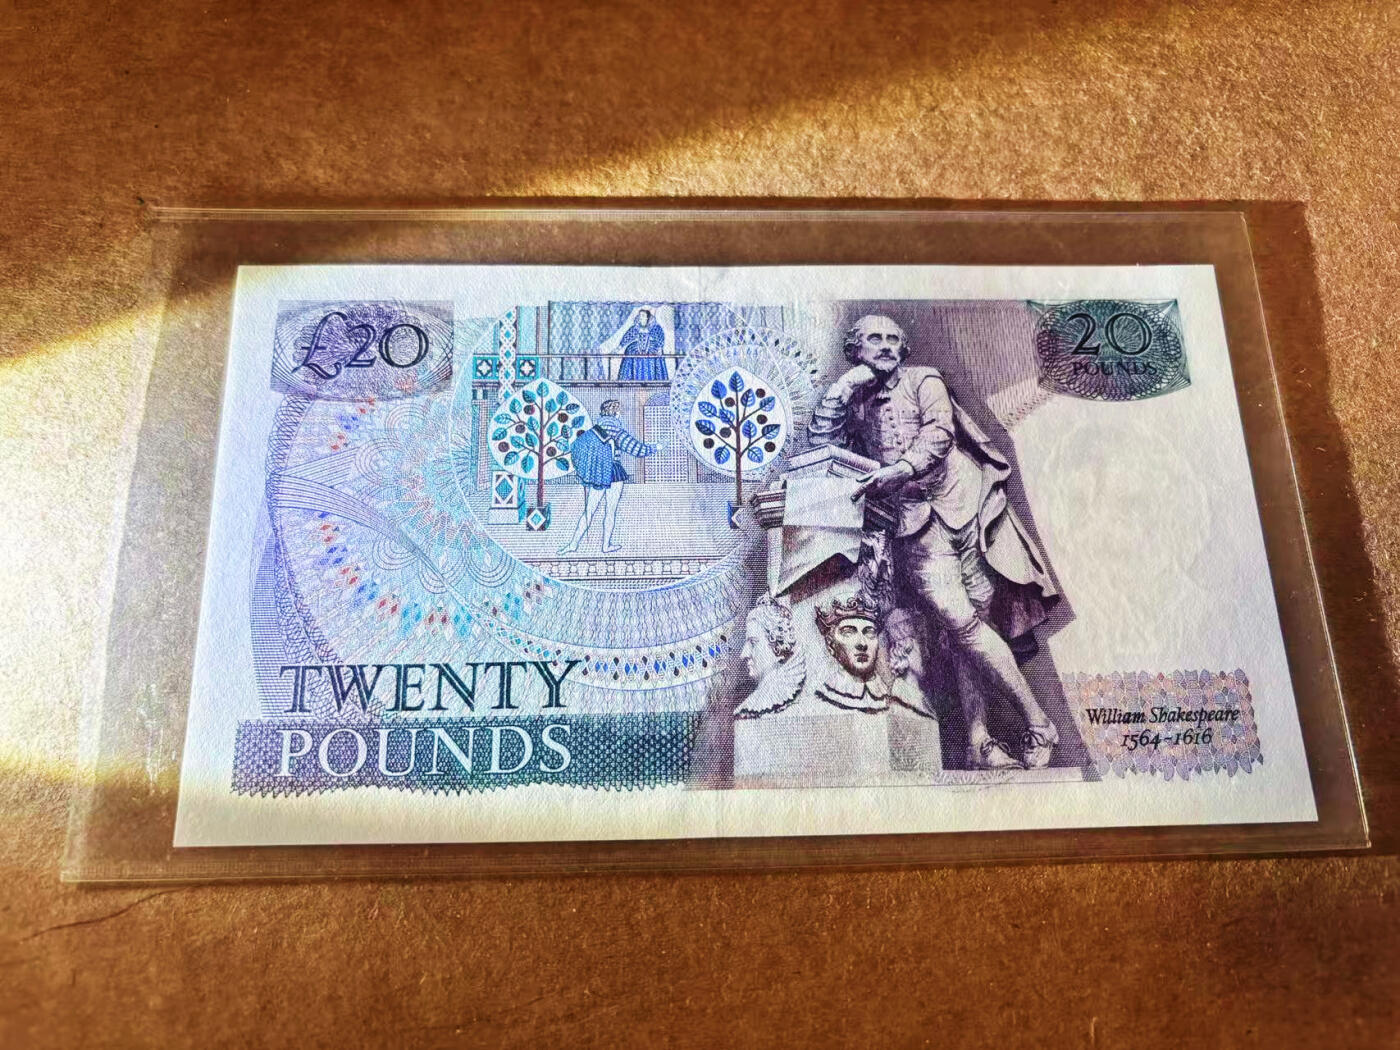 £20
20
POUNDS
TWENTY
POUNDS
William Shakespeare
1564~1616